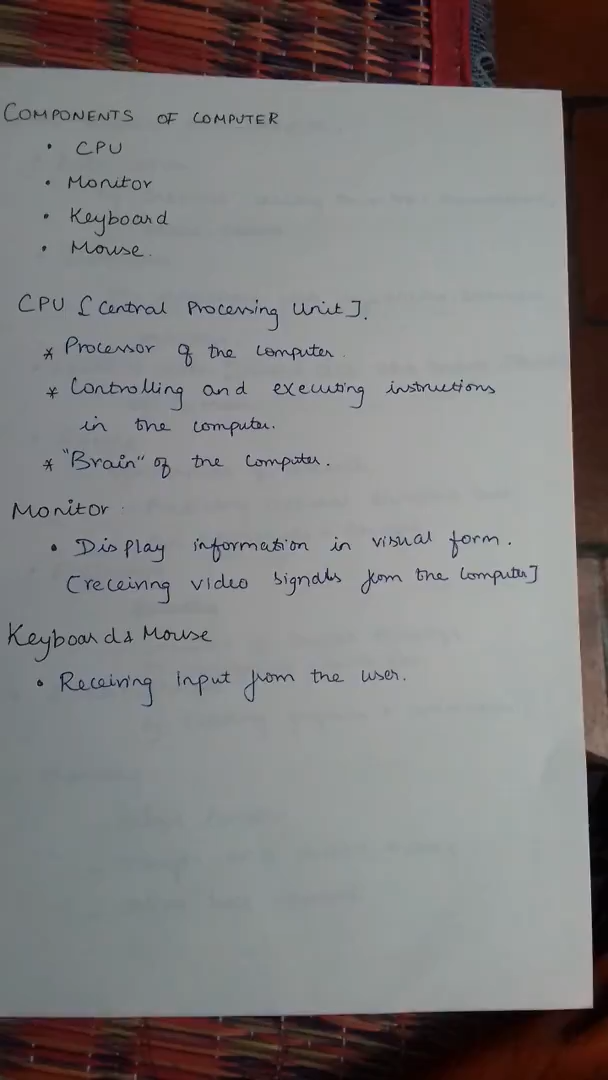 COMPONENTS OF COMPUTER
• CPU
• Monitor
• Keyboard
• Mouse.
CPU [Central Processing Unit].
* Processor of the computer.
* Controlling and executing instructions
in the computer.
* "Brain" of the computer.
Monitor
• Display information in visual form.
[receiving video signals from the computer]
Keyboard & Mouse
• Receiving input from the user.